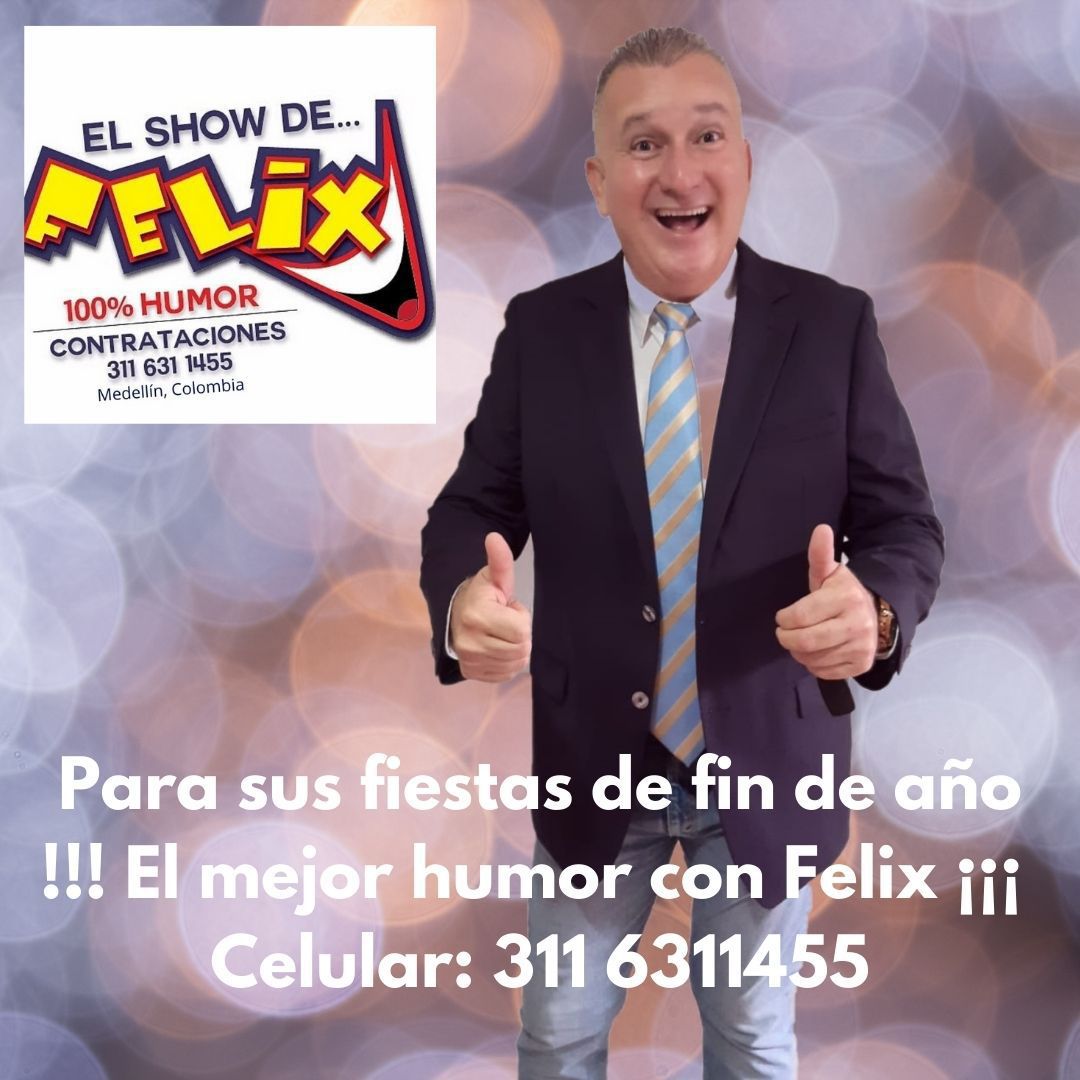 EL SHOW DE...
FELIX
100% HUMOR
CONTRATACIONES
311 631 1455
Medellín, Colombia
Para sus fiestas de fin de año
!!! El mejor humor con Felix ¡¡¡
Celular: 311 6311455